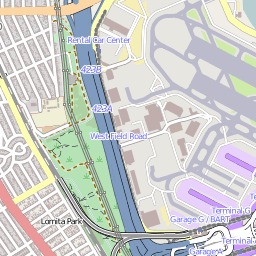 Rental Car Center
423B
423A
West Field Road
Lomita Park
Terminal G
Garage G / BART
Terminal
Garage A